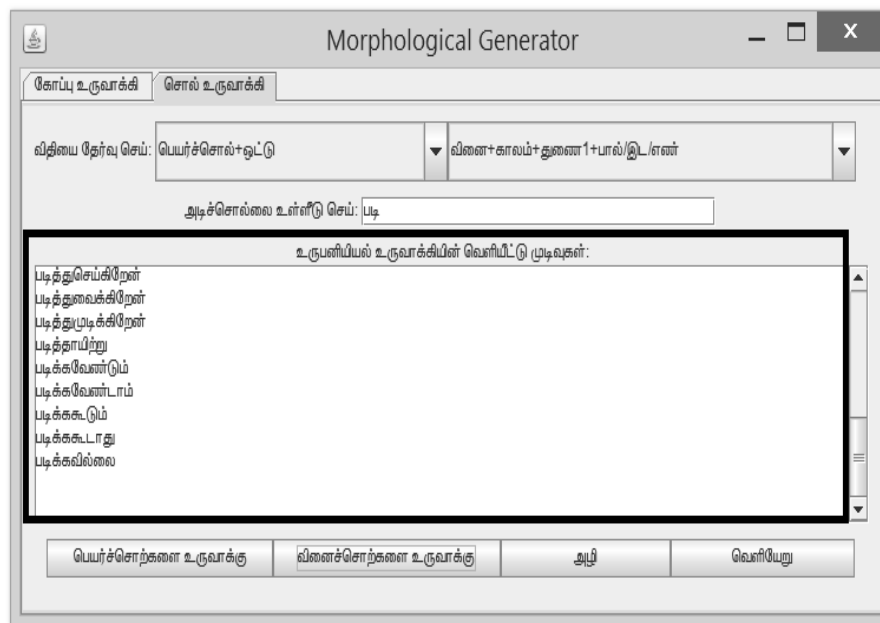 Morphological Generator
X
கோப்பு உருவாக்கி சொல் உருவாக்கி
விதியை தேர்வு செய்: பெயர்ச்சொல்+ஒட்டு வினை+காலம்+துணை1+பால்/இட/எண்
அடிச்சொல்லை உள்ளீடு செய்: படி
உருபனியியல் உருவாக்கியின் வெளியீட்டு முடிவுகள்:
படித்துசெய்கிறேன்
படித்துவைக்கிறேன்
படித்துமுடிக்கிறேன்
படித்தாயிற்று
படிக்கவேண்டும்
படிக்கவேண்டாம்
படிக்ககூடும்
படிக்ககூடாது
படிக்கவில்லை
பெயர்ச்சொற்களை உருவாக்கு வினைச்சொற்களை உருவாக்கு அழி வெளியேறு